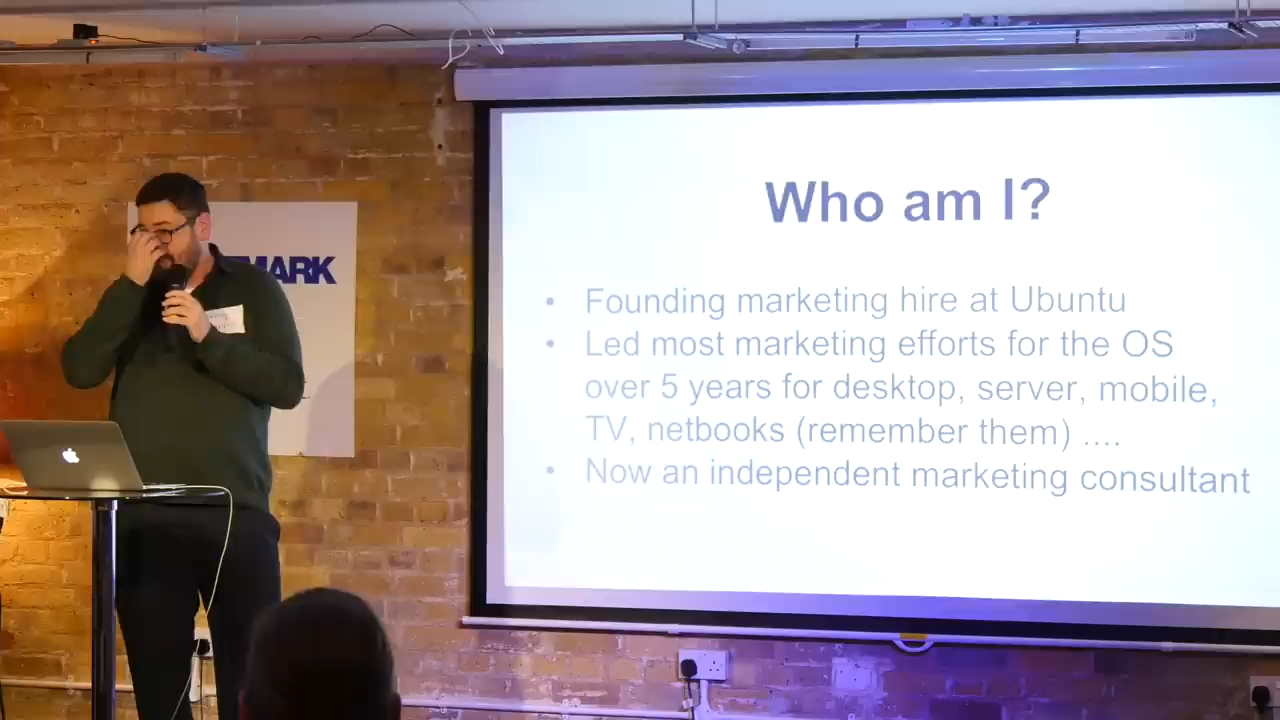 Who am I?
• Founding marketing hire at Ubuntu
• Led most marketing efforts for the OS
over 5 years for desktop, server, mobile,
TV, netbooks (remember them) ....
• Now an independent marketing consultant